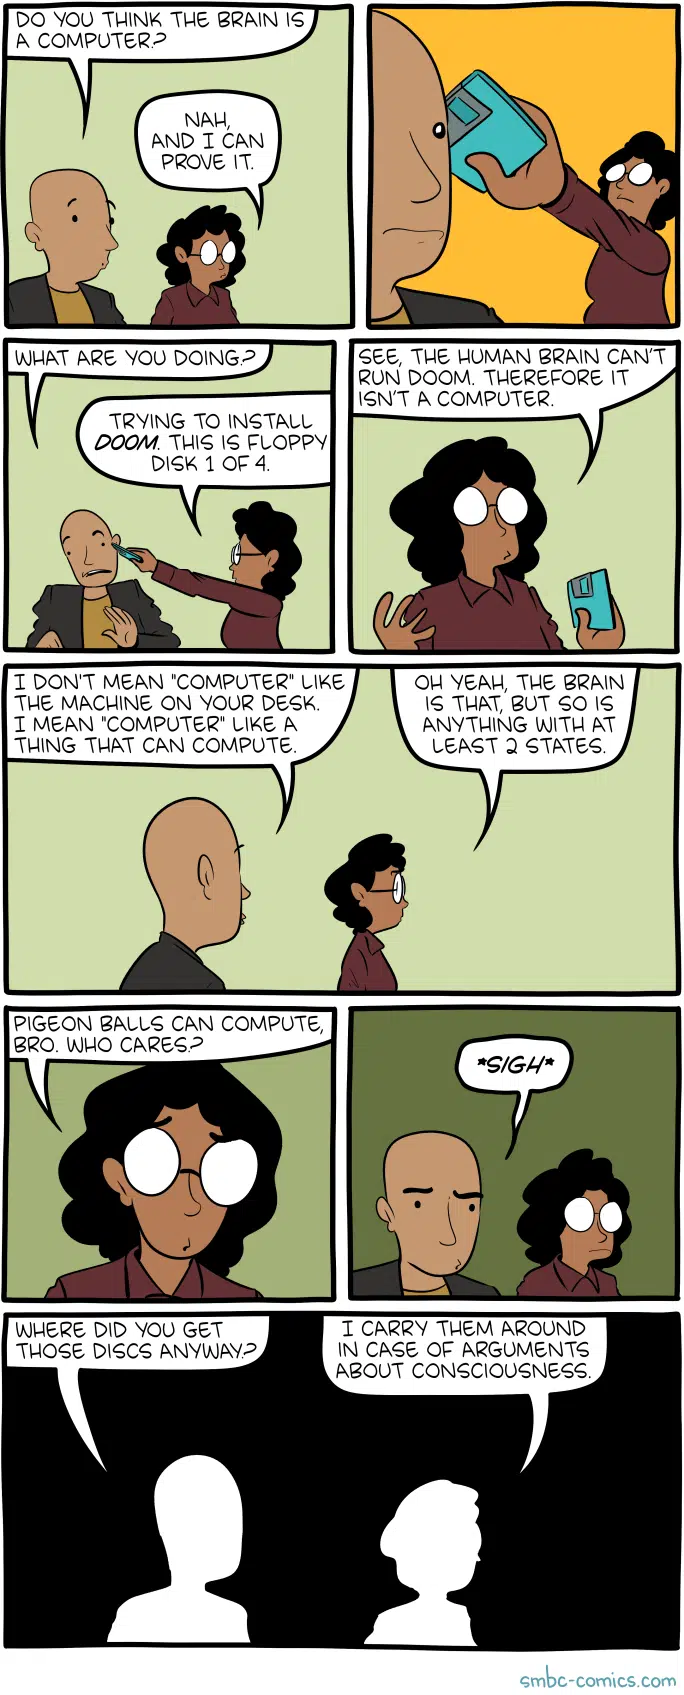 DO YOU THINK THE BRAIN IS
A COMPUTER?
NAH,
AND I CAN
PROVE IT.
WHAT ARE YOU DOING?
TRYING TO INSTALL
DOOM. THIS IS FLOPPY
DISK 1 OF 4.
SEE, THE HUMAN BRAIN CAN'T
RUN DOOM. THEREFORE IT
ISN'T A COMPUTER.
I DON'T MEAN "COMPUTER" LIKE
THE MACHINE ON YOUR DESK.
I MEAN "COMPUTER" LIKE A
THING THAT CAN COMPUTE.
OH YEAH, THE BRAIN
IS THAT, BUT SO IS
ANYTHING WITH AT
LEAST 2 STATES.
PIGEON BALLS CAN COMPUTE,
BRO. WHO CARES?
*SIGH*
WHERE DID YOU GET
THOSE DISCS ANYWAY?
I CARRY THEM AROUND
IN CASE OF ARGUMENTS
ABOUT CONSCIOUSNESS.
smbc-comics.com